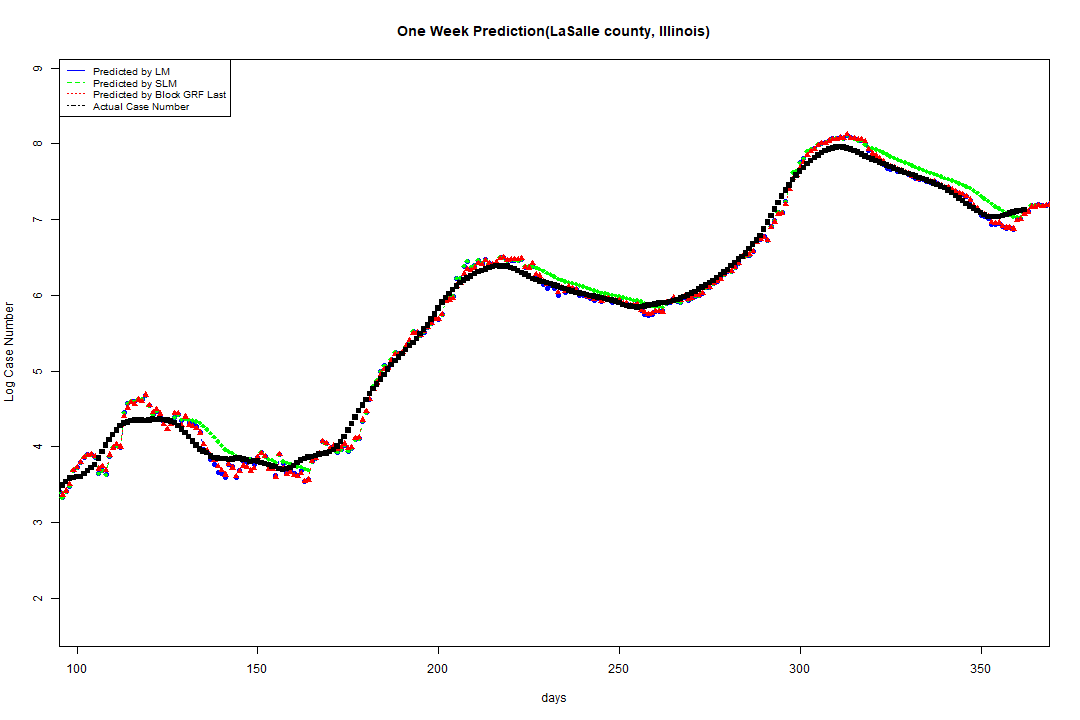 One Week Prediction(LaSalle county, Illinois)
Predicted by LM
Predicted by SLM
Predicted by Block GRF Last
Actual Case Number
Log Case Number
9
8
7
6
5
4
3
2
100 150 200 250 300 350
days